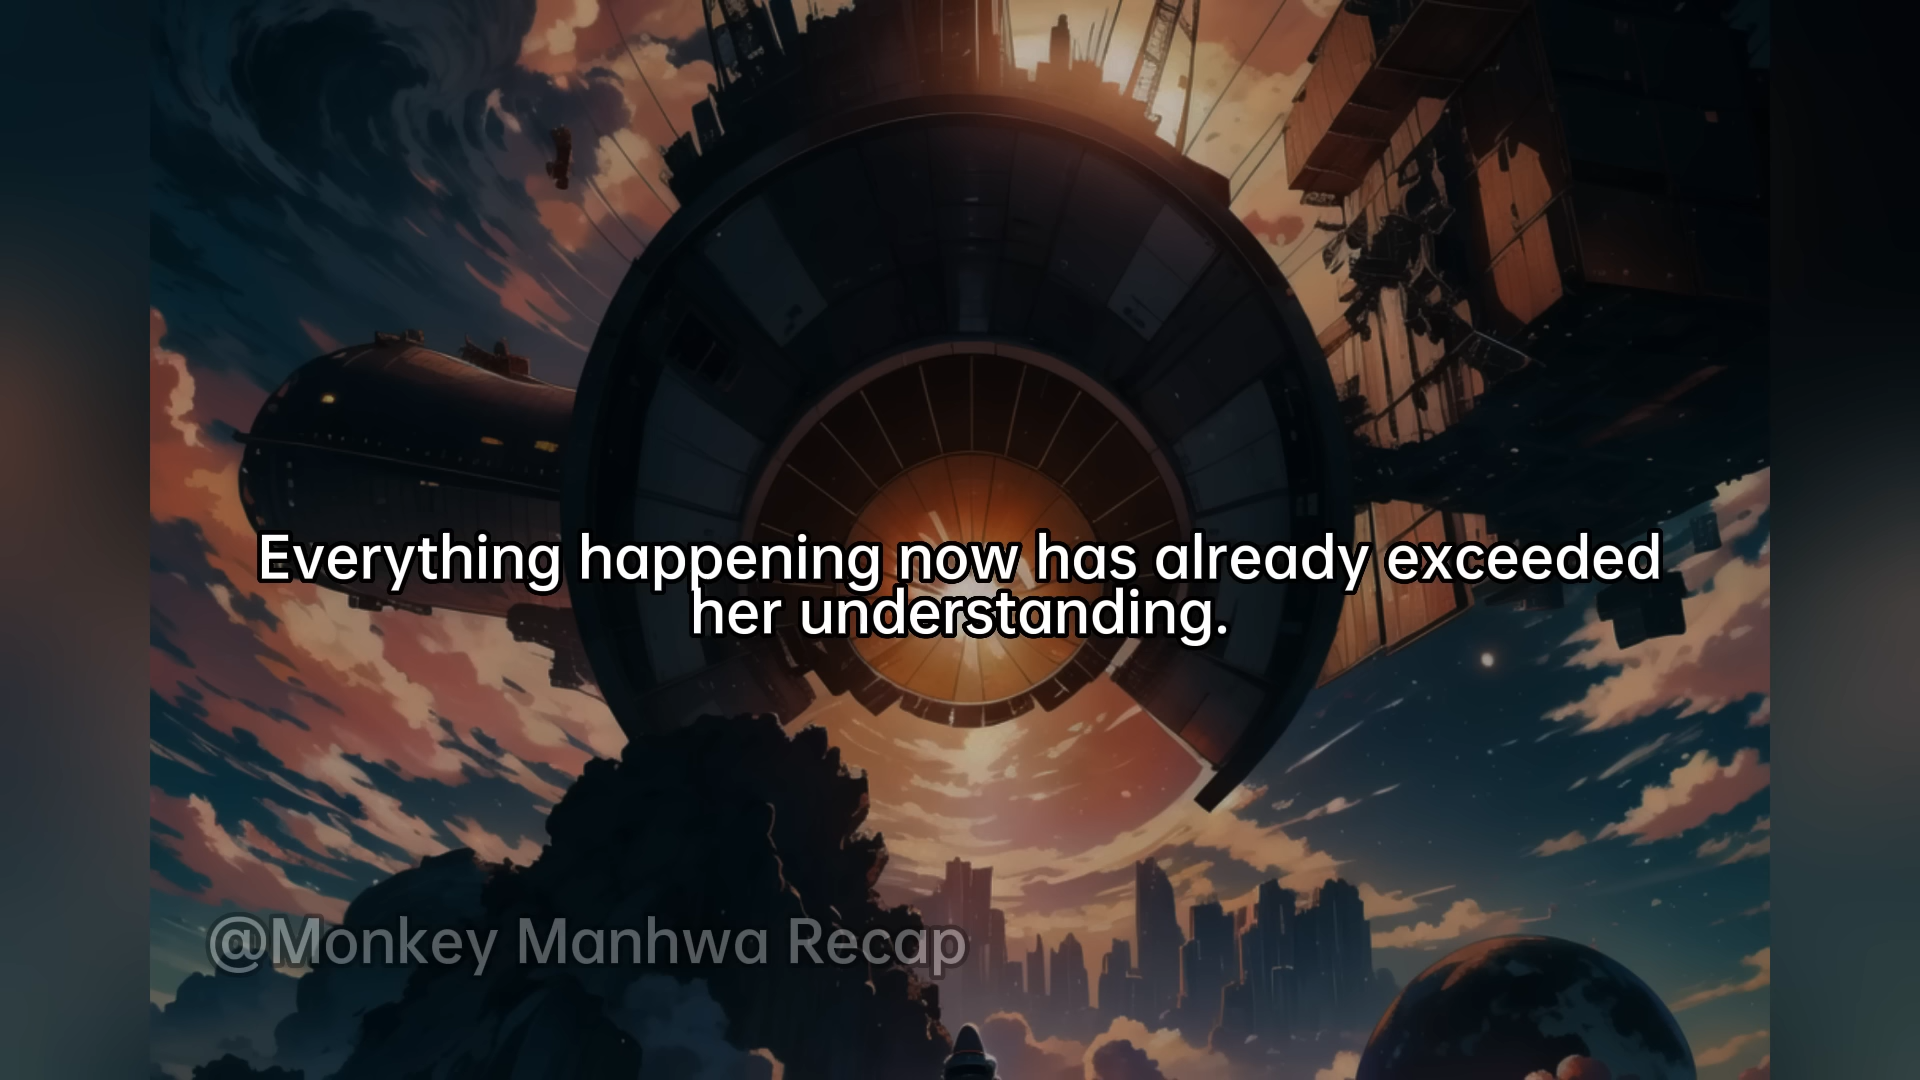 Everything happening now has already exceeded
her understanding.
@Monkey Manhwa Recap